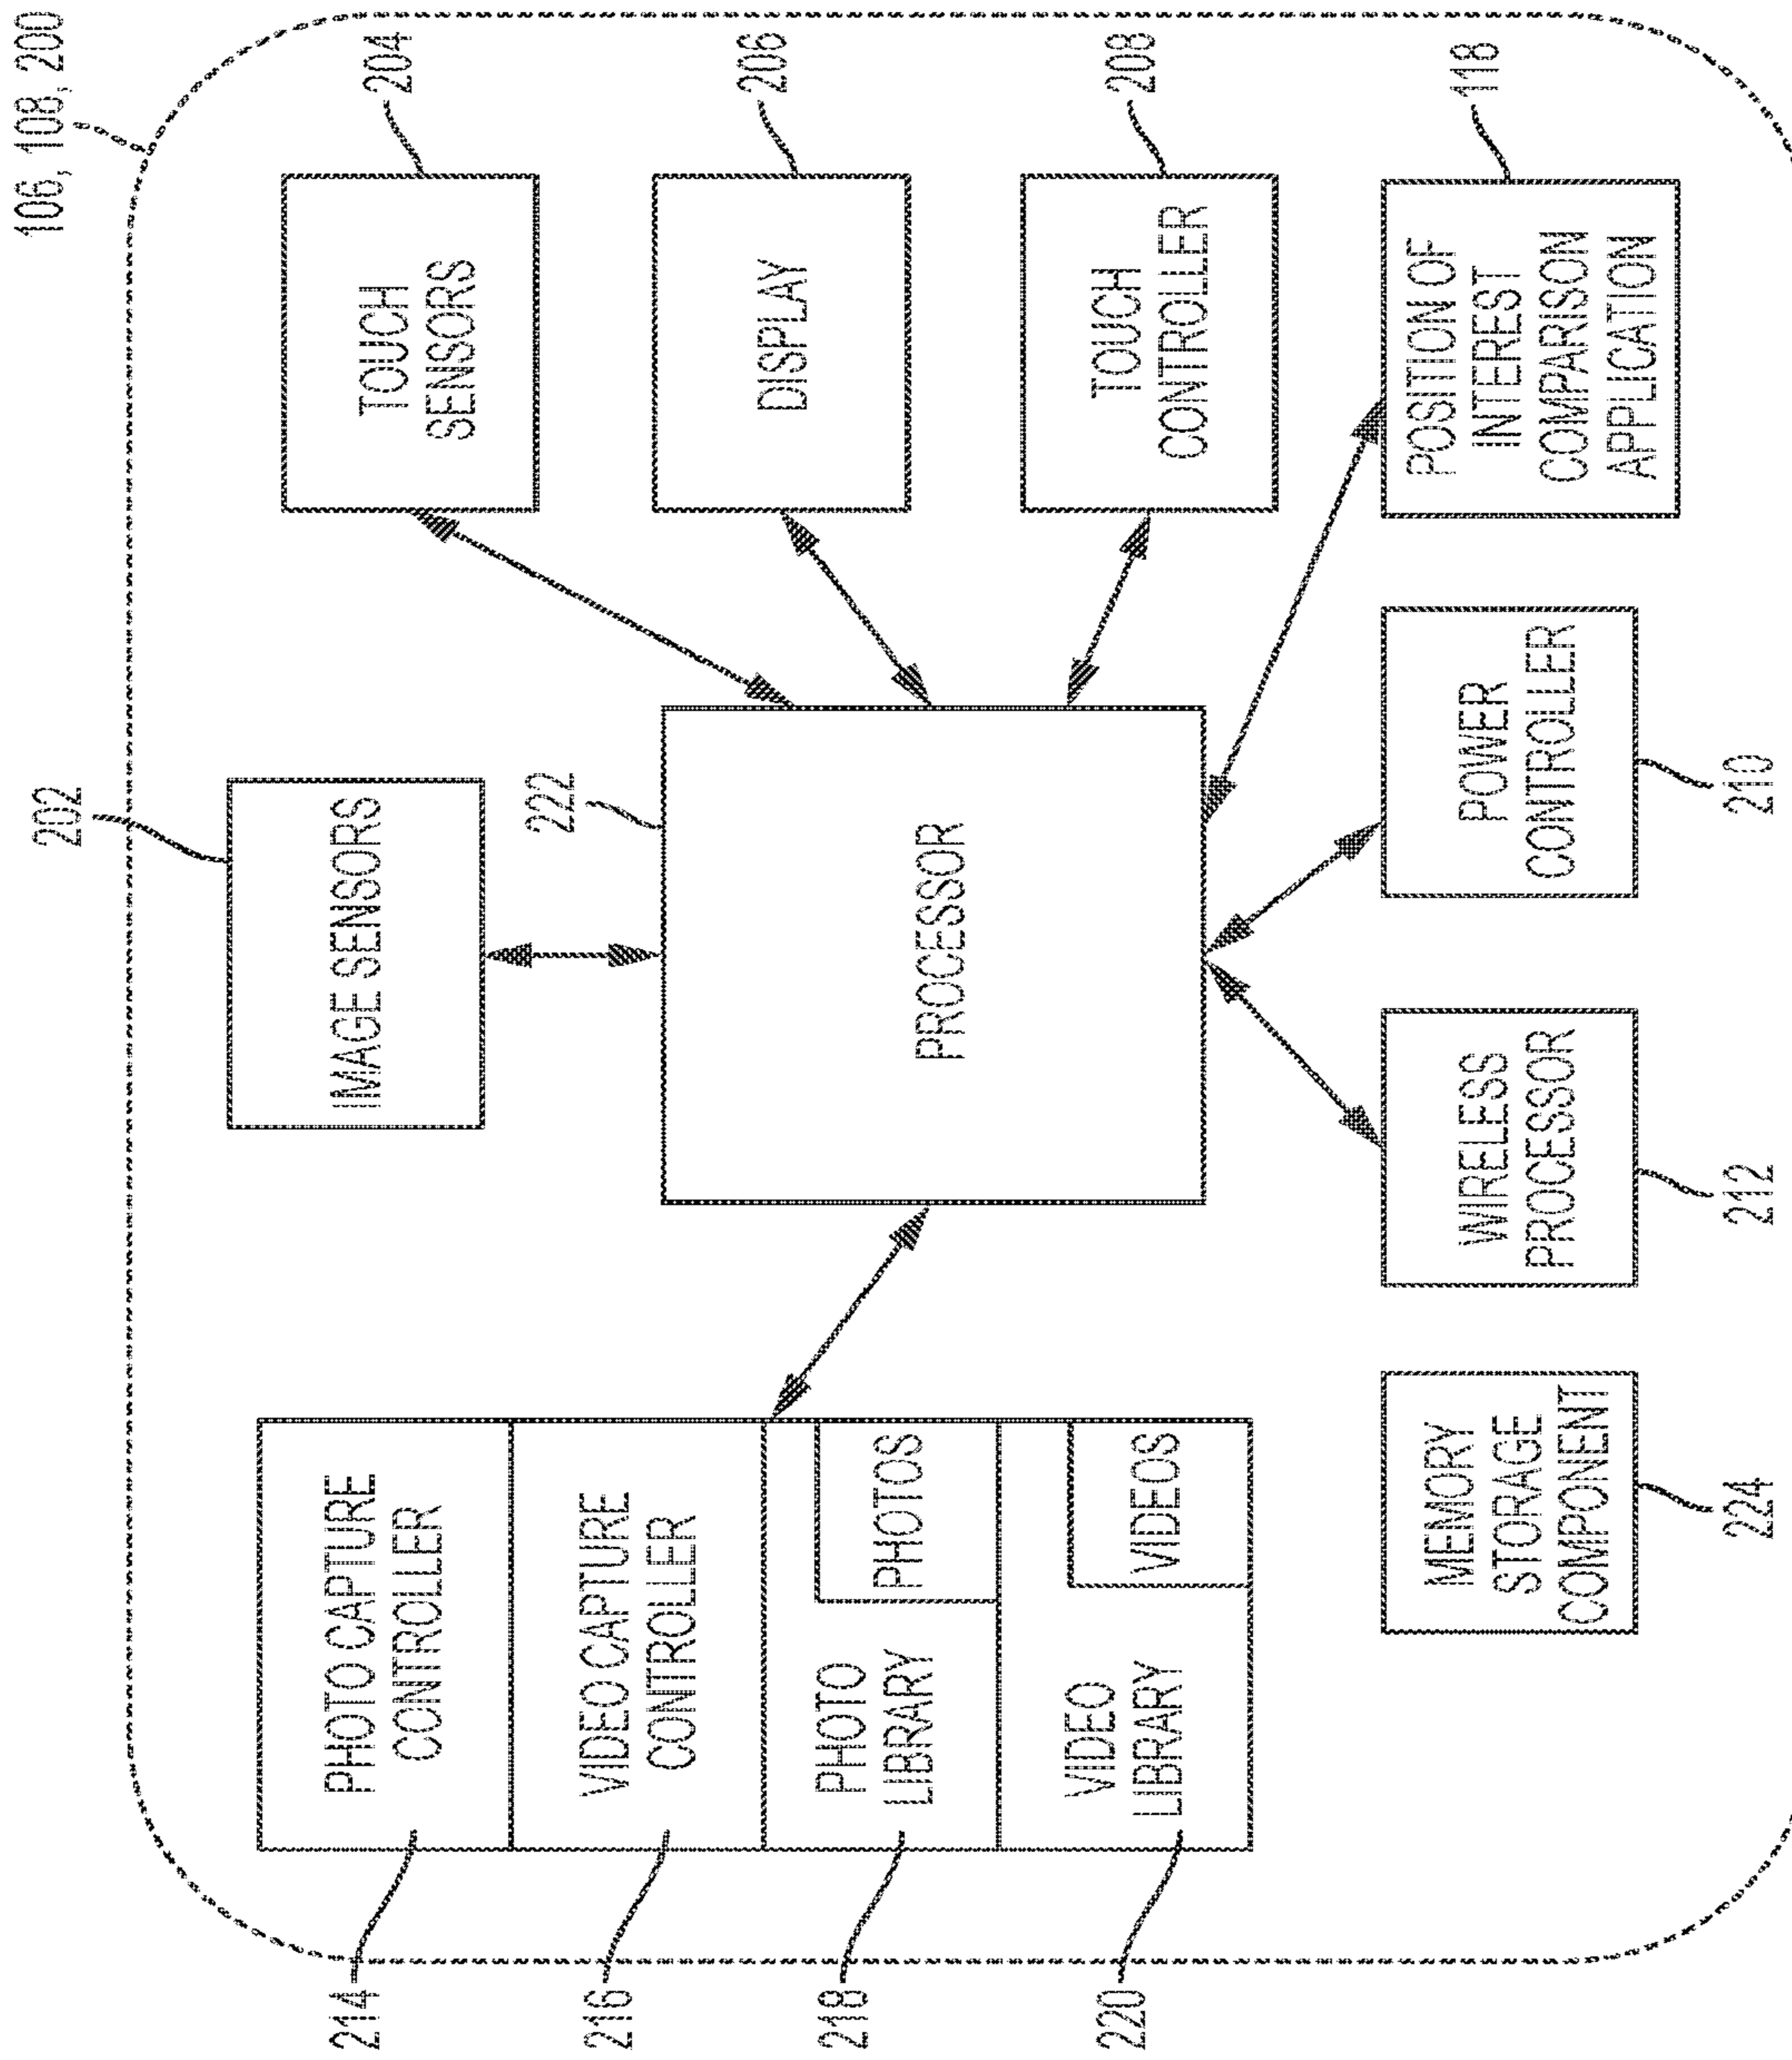 106, 108, 200
214
PHOTO CAPTURE
CONTROLLER
216
VIDEO CAPTURE
CONTROLLER
218
PHOTO
LIBRARY
PHOTOS
220
VIDEO
LIBRARY
VIDEOS
202
IMAGE SENSORS
222
PROCESSOR
TOUCH
SENSORS
204
DISPLAY
206
TOUCH
CONTROLLER
208
MEMORY
STORAGE
COMPONENT
224
WIRELESS
PROCESSOR
212
POWER
CONTROLLER
210
POSITION OF
INTEREST
COMPARISON
APPLICATION
118